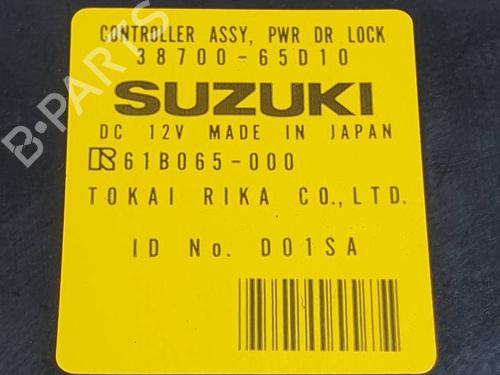 CONTROLLER ASSY, PWR DR LOCK
38700-65D10
SUZUKI
DC 12V MADE IN JAPAN
R 61B065-000
TOKAI RIKA CO.,LTD.
ID No. D01SA
B-PARTS